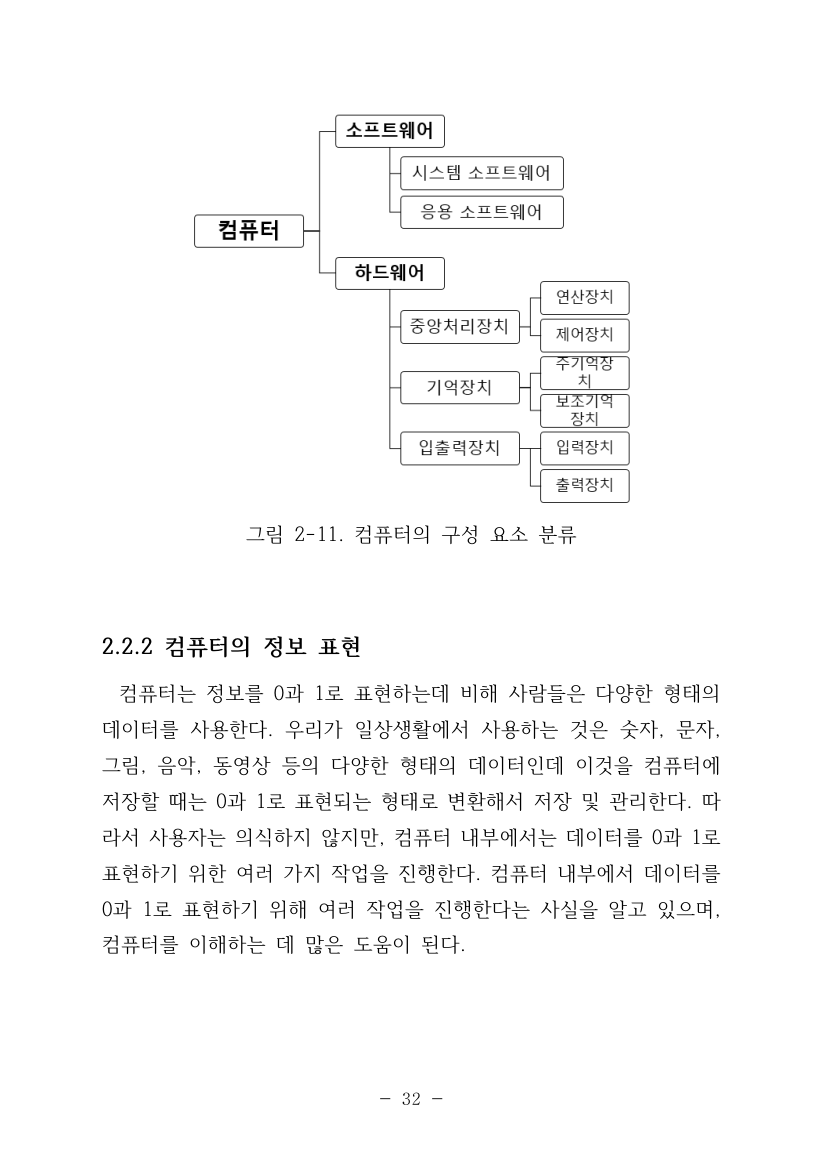 소프트웨어
시스템 소프트웨어
응용 소프트웨어
컴퓨터
하드웨어
연산장치
중앙처리장치
제어장치
주기억장
치
기억장치
보조기억
장치
입출력장치
입력장치
출력장치
그림 2-11. 컴퓨터의 구성 요소 분류
2.2.2 컴퓨터의 정보 표현
컴퓨터는 정보를 0과 1로 표현하는데 비해 사람들은 다양한 형태의
데이터를 사용한다. 우리가 일상생활에서 사용하는 것은 숫자, 문자,
그림, 음악, 동영상 등의 다양한 형태의 데이터인데 이것을 컴퓨터에
저장할 때는 0과 1로 표현되는 형태로 변환해서 저장 및 관리한다. 따
라서 사용자는 의식하지 않지만, 컴퓨터 내부에서는 데이터를 0과 1로
표현하기 위한 여러 가지 작업을 진행한다. 컴퓨터 내부에서 데이터를
0과 1로 표현하기 위해 여러 작업을 진행한다는 사실을 알고 있으며,
컴퓨터를 이해하는 데 많은 도움이 된다.
- 32 -